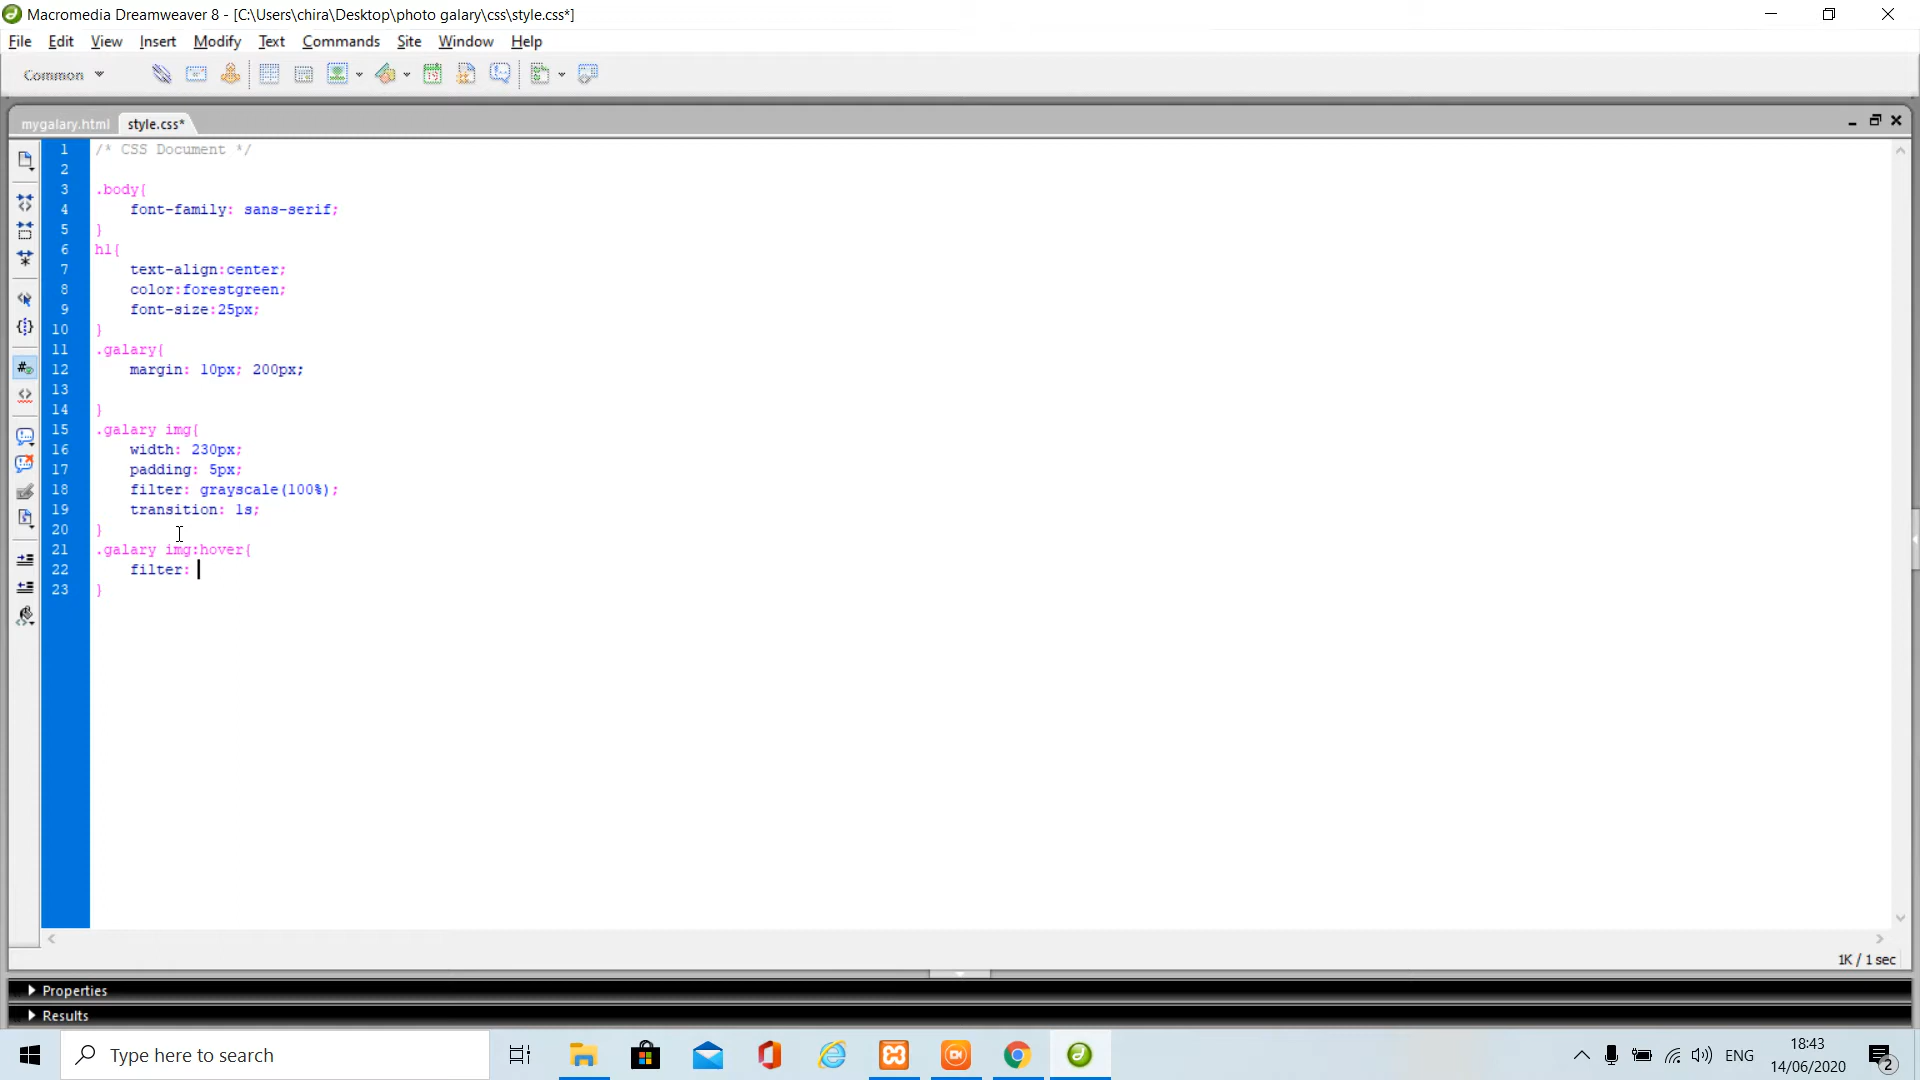 Macromedia Dreamweaver 8 - [C:\Users\chira\Desktop\photo galary\css\style.css*]
File Edit View Insert Modify Text Commands Site Window Help
Common
mygalary.html style.css*
1 /* CSS Document */
2
3 .body{
4 font-family: sans-serif;
5 }
6 h1{
7 text-align:center;
8 color:forestgreen;
9 font-size:25px;
10 }
11 .galary{
12 margin: 10px; 200px;
13
14 }
15 .galary img{
16 width: 230px;
17 padding: 5px;
18 filter: grayscale(100%);
19 transition: 1s;
20 }
21 .galary img:hover{
22 filter:
23 }
1K / 1 sec
Properties
Results
Type here to search
ENG
18:43
14/06/2020
2